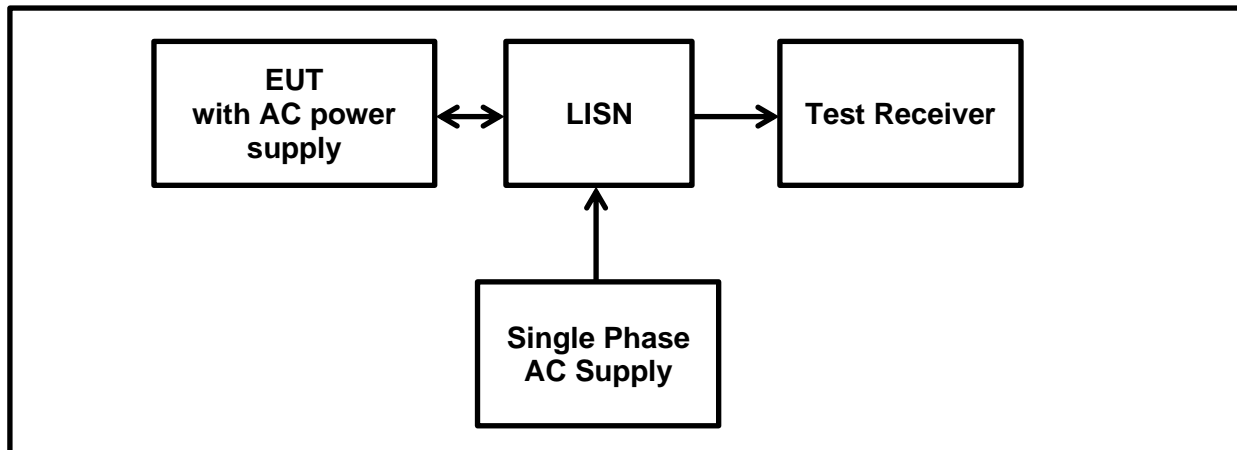 EUT
with AC power
supply
LISN
Test Receiver
Single Phase
AC Supply